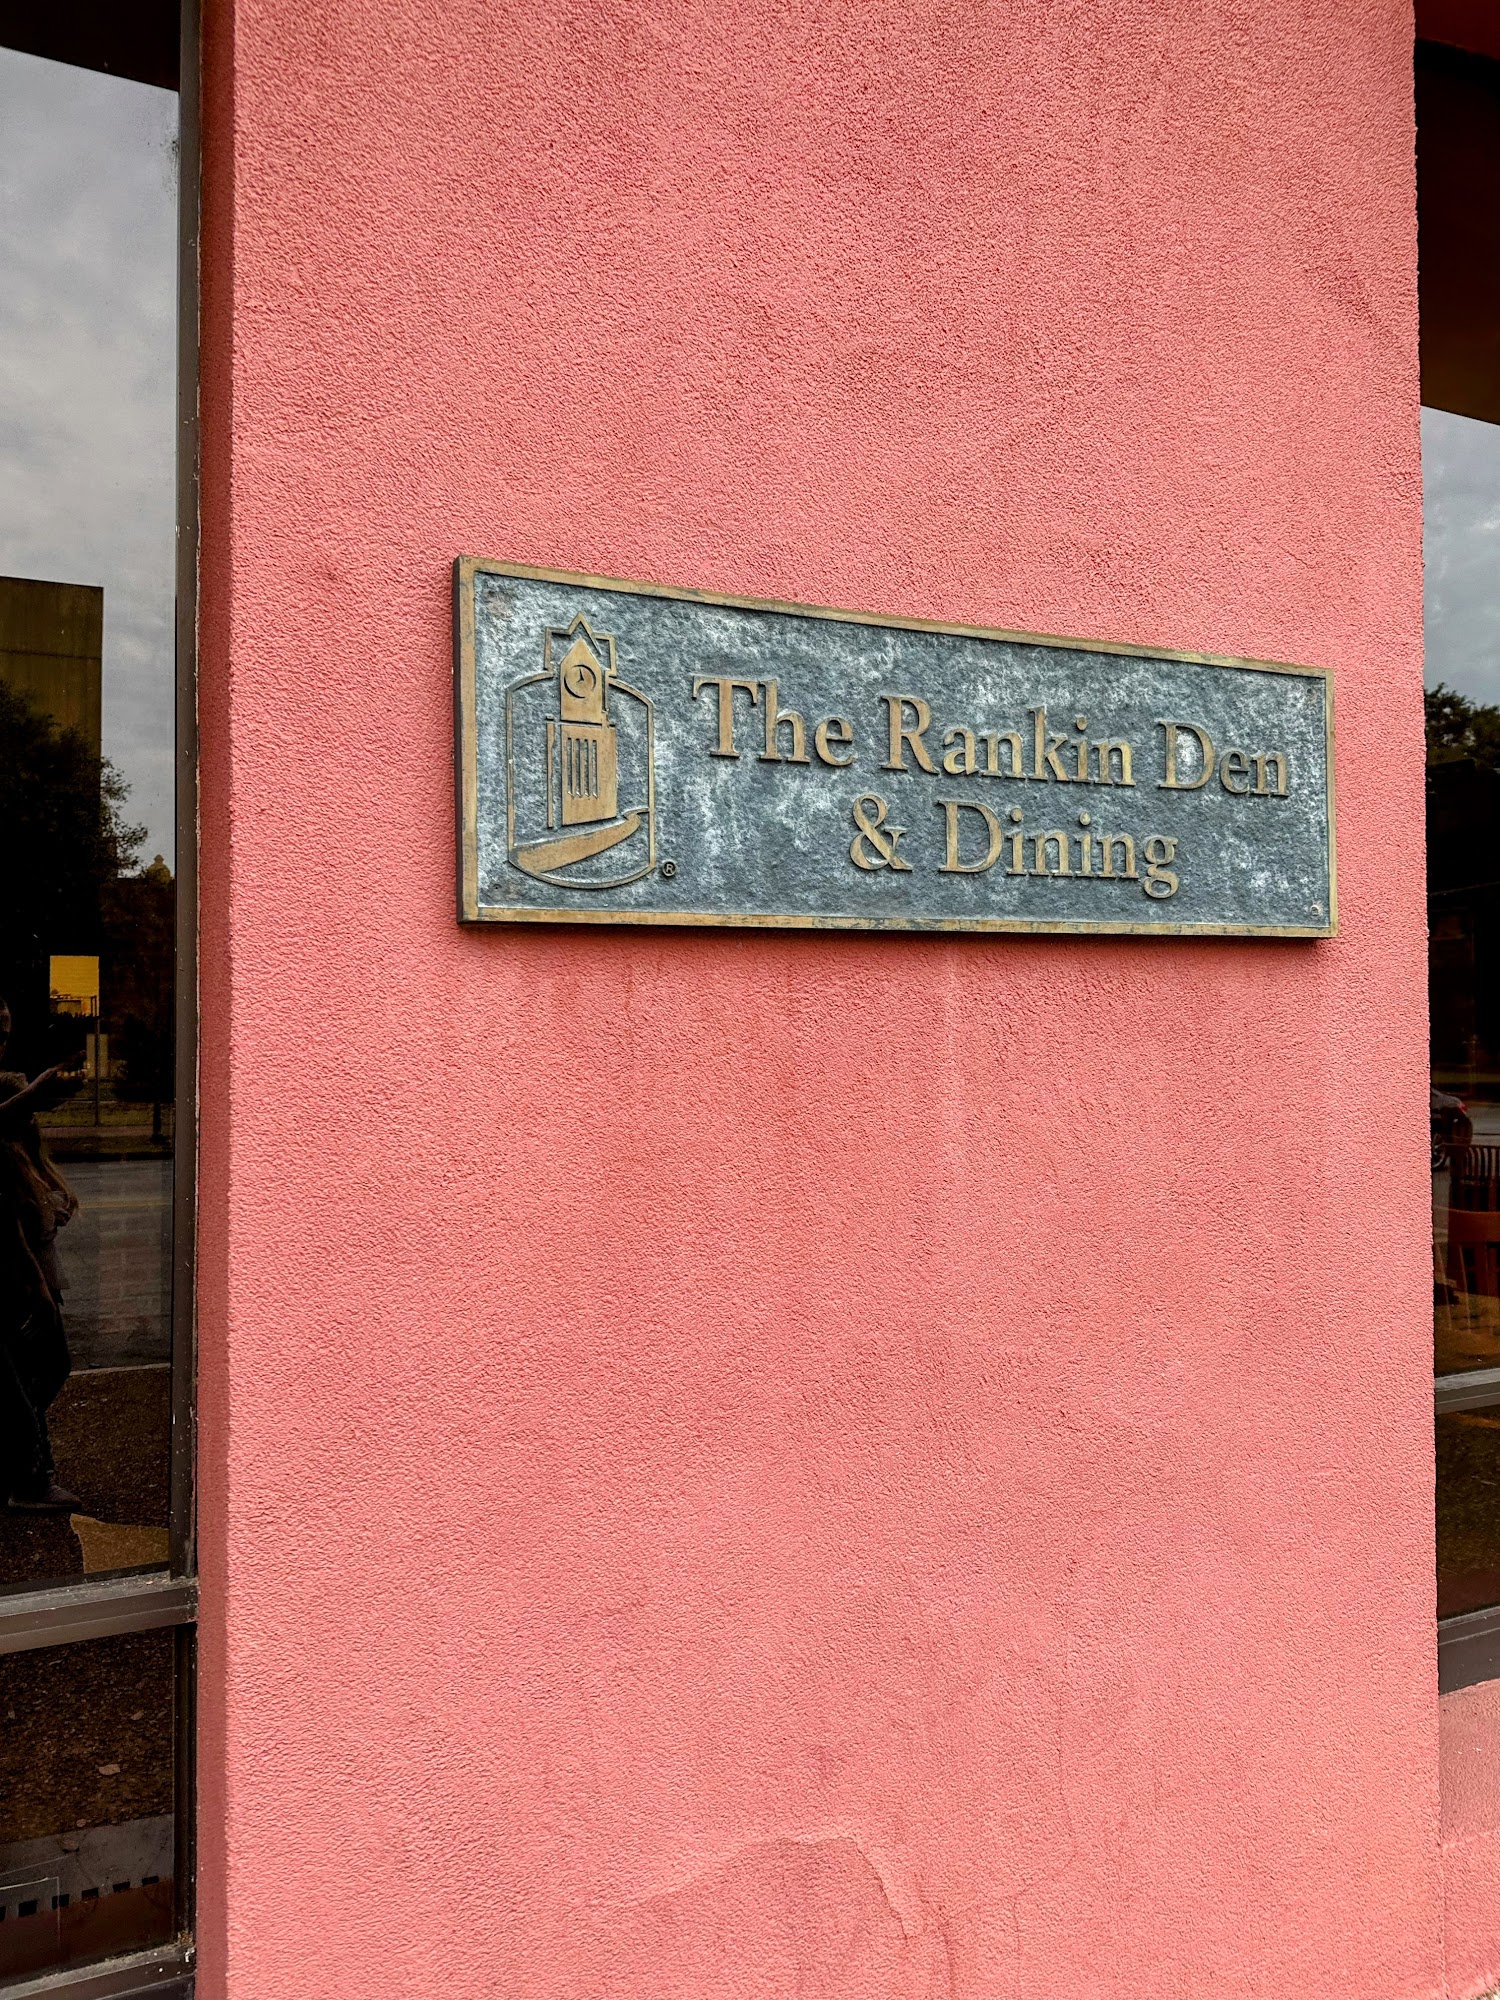 The Rankin Den
& Dining
®